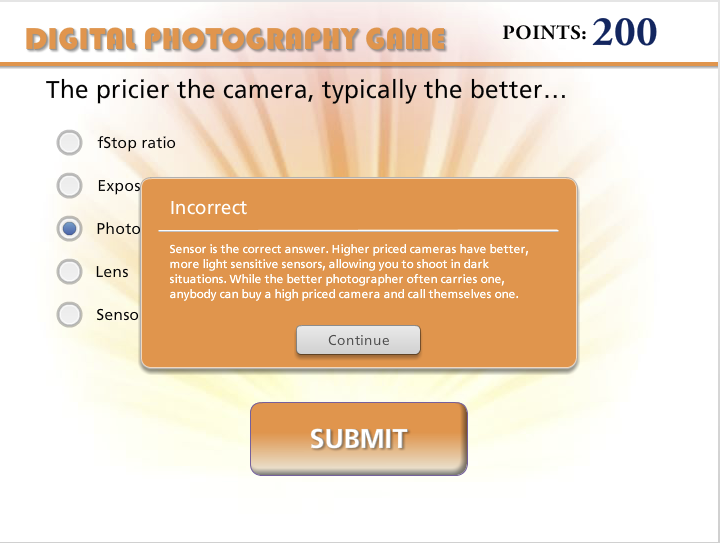 DIGITAL PHOTOGRAPHY GAME
POINTS: 200
The pricier the camera, typically the better...
fStop ratio
Expos
Photo
Lens
Senso
Incorrect
Sensor is the correct answer. Higher priced cameras have better,
more light sensitive sensors, allowing you to shoot in dark
situations. While the better photographer often carries one,
anybody can buy a high priced camera and call themselves one.
Continue
SUBMIT